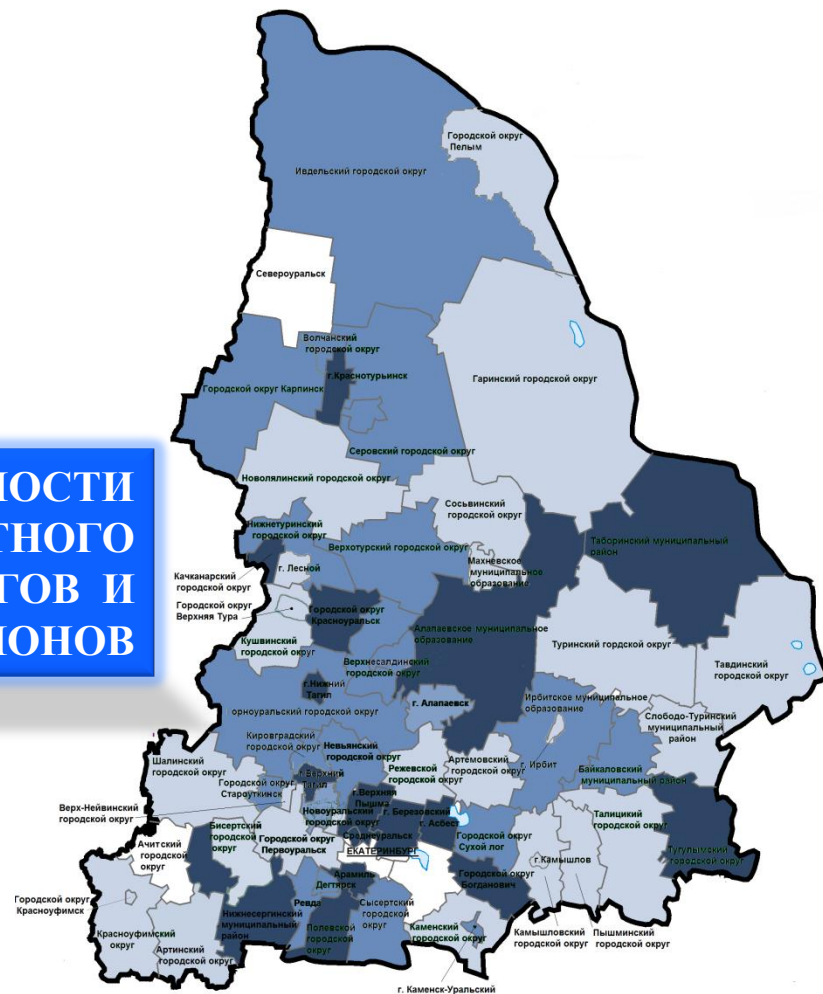 Городской округ
Пелым
Ивдельский городской округ
Североуральск
Волчанский
городской округ
г.Краснотурьинск
Городской округ Карпинск
Гаринский городской округ
Серовский городской округ
Новолялинский городской округ
Сосьвинский
городской округ
Нижнетуринский
городской округ
Верхотурский городской округ
Махневское
муниципальное
образование
Таборинский муниципальный
район
Качканарский
городской округ
г. Лесной
Городской округ
Верхняя Тура
Городской округ
Красноуральск
Кушвинский
городской округ
Алапаевское муниципальное
образование
Туринский гордской округ
Тавдинский
городской округ
Верхнесалдинский
городской округ
г.Нижний
Тагил
г. Алапаевск
Ирбитское муниципальное
образование
орноуральский городской округ
Слободо-Туринский
муниципальный
район
Кировградский
городской округ
Невьянский
городской округ
Режевской
городской округ
Артемовский
городской округ
г. Ирбит
Байкаловский
муниципальный район
Шалинский
городской округ
Городской округ
Староуткинск
г.Верхний
Тагил
г.Верхняя
Пышма
Верх-Нейвинский
городской округ
Новоуральский
городской округ
г. Березовский
г. Асбест
Талицикий
городской округ
Бисертский
городской
округ
Городской округ
Первоуральск
Среднеуральск
Городской округ
Сухой лог
Тугулымский
городской округ
Ачитский
городской
округ
ЕКАТЕРИНБУРГ
г.Камышлов
Арамиль
Дегтярск
Городской округ
Богданович
Городской округ
Красноуфимск
Ревда
Нижнесергинский
муниципальный
район
Сысертский
городской
округ
Полевской
городской
округ
Каменский
городской округ
Камышловский
городской округ
Пышминский
городской округ
Красноуфимский
округ
Артинский
городской округ
г. Каменск-Уральский
НОСТИ
ТНОГО
ГОВ И
ИОНОВ